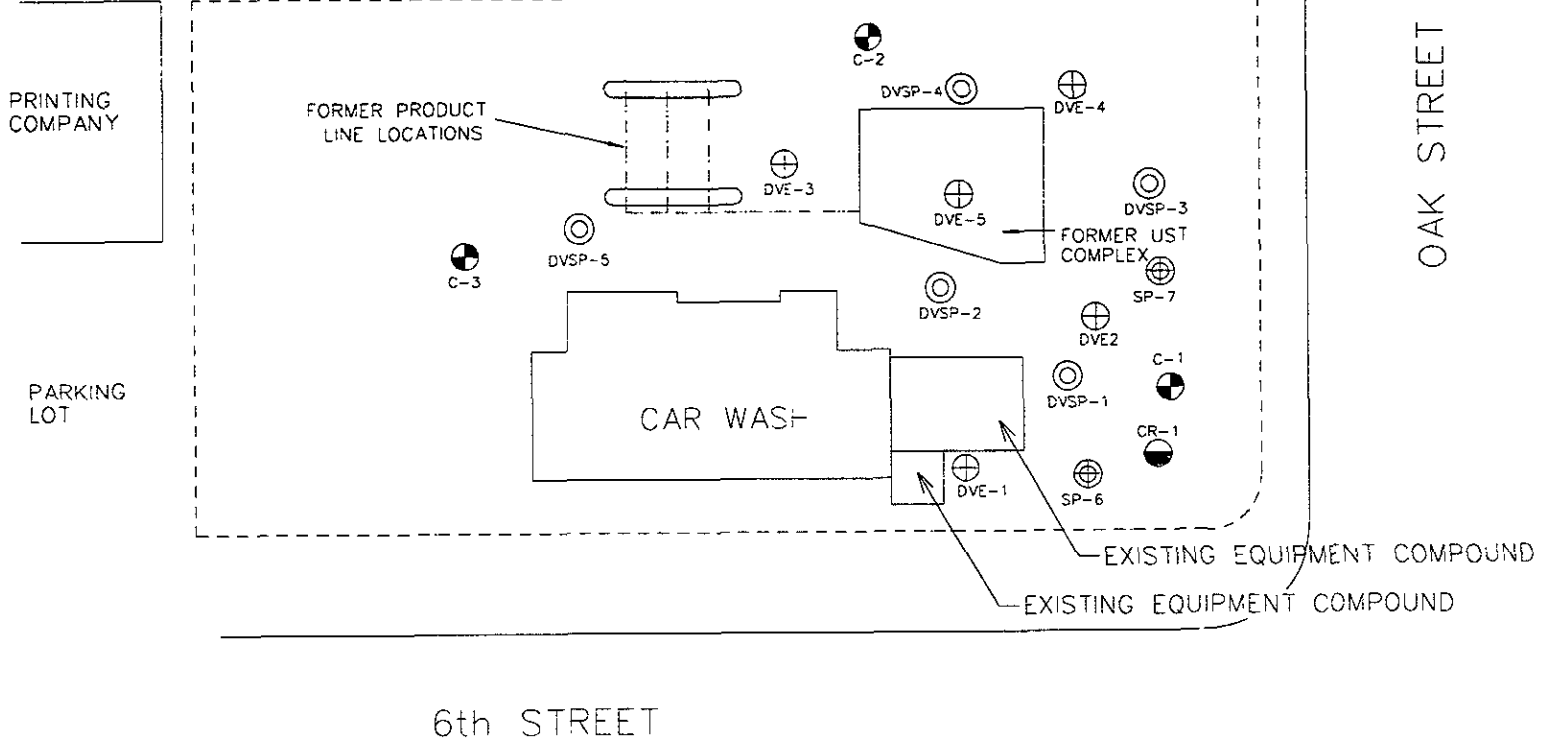 C-2
DVSP-4
DVE-4
PRINTING
COMPANY
FORMER PRODUCT
LINE LOCATIONS
OAK STREET
DVE-3
DVE-5
DVSP-3
FORMER UST
COMPLEX
DVSP-5
C-3
SP-7
DVSP-2
DVE2
C-1
DVSP-1
PARKING
LOT
CAR WASH
CR-1
DVE-1
SP-6
EXISTING EQUIPMENT COMPOUND
EXISTING EQUIPMENT COMPOUND
6th STREET